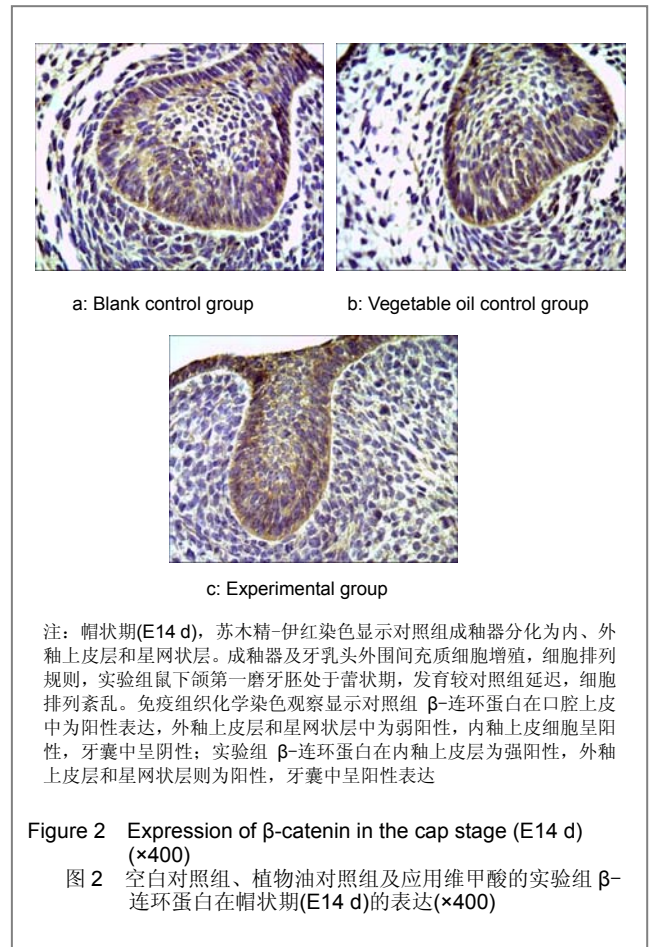 a: Blank control group
b: Vegetable oil control group
c: Experimental group
注：帽状期(E14 d)，苏木精-伊红染色显示对照组成釉器分化为内、外
釉上皮层和星网状层。成釉器及牙乳头外围间充质细胞增殖，细胞排列
规则，实验组鼠下颌第一磨牙胚处于蕾状期，发育较对照组延迟，细胞
排列紊乱。免疫组织化学染色观察显示对照组 β-连环蛋白在口腔上皮
中为阳性表达，外釉上皮层和星网状层中为弱阳性，内釉上皮细胞呈阳
性，牙囊中呈阴性；实验组 β-连环蛋白在内釉上皮层为强阳性，外釉
上皮层和星网状层则为阳性，牙囊中呈阳性表达
Figure 2 Expression of β-catenin in the cap stage (E14 d)
(×400)
图 2 空白对照组、植物油对照组及应用维甲酸的实验组 β-
连环蛋白在帽状期(E14 d)的表达(×400)